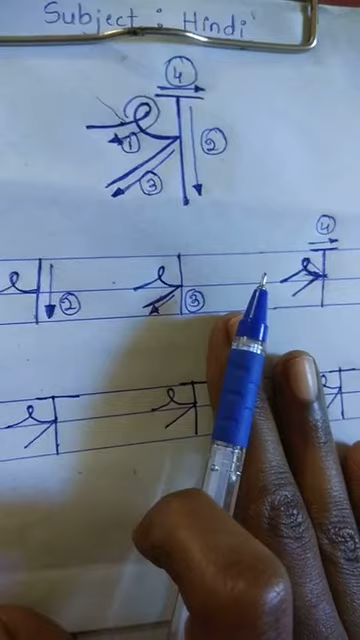 Subject : Hindi
④
श्र
① ②
③
④
② श्र ③ श्र
श्र श्र श्र